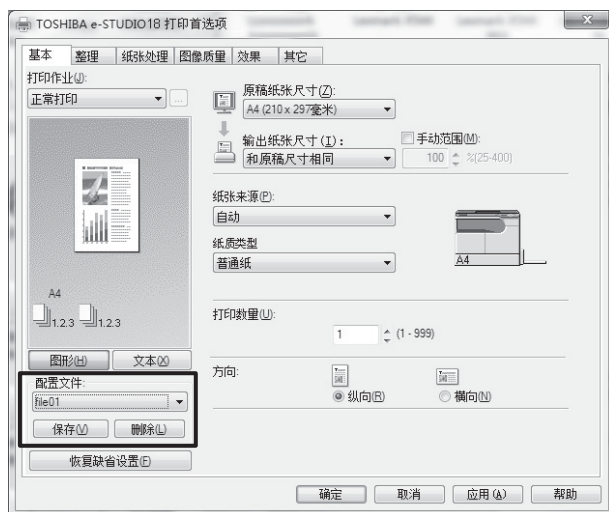 TOSHIBA e-STUDIO18 打印首选项
基本 整理 纸张处理 图像质量 效果 其它
打印作业(J):
正常打印
...
A4
1.2.3 1.2.3
图形(H) 文本(X)
配置文件:
file01
保存(V) 删除(L)
恢复缺省设置(F)
原稿纸张尺寸(Z):
A4 (210 x 297毫米)
输出纸张尺寸(I): 手动范围(M):
和原稿尺寸相同 100 %(25-400)
纸张来源(P):
自动
纸质类型
普通纸
A4
打印数量(U):
1 (1 - 999)
方向:
纵向(R) 横向(N)
确定 取消 应用(A) 帮助